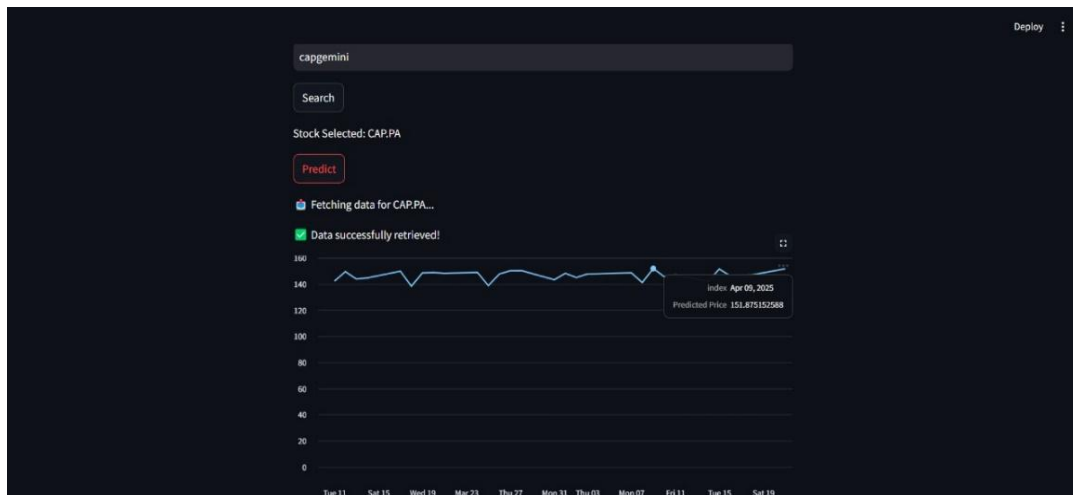 Deploy
capgemini
Search
Stock Selected: CAP.PA
Predict
Fetching data for CAP.PA...
Data successfully retrieved!
160
140
120
100
80
60
40
20
0
index Apr 09, 2025
Predicted Price 151.875152588
Tue 11 Sat 15 Wed 19 Mar 23 Thu 27 Mon 31 Thu 03 Mon 07 Fri 11 Tue 15 Sat 19